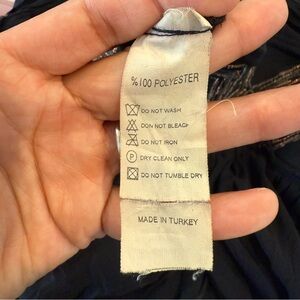 %100 POLYESTER
DO NOT WASH
DON NOT BLEACH
DO NOT IRON
P DRY CLEAN ONLY
DO NOT TUMBLE DRY
MADE IN TURKEY